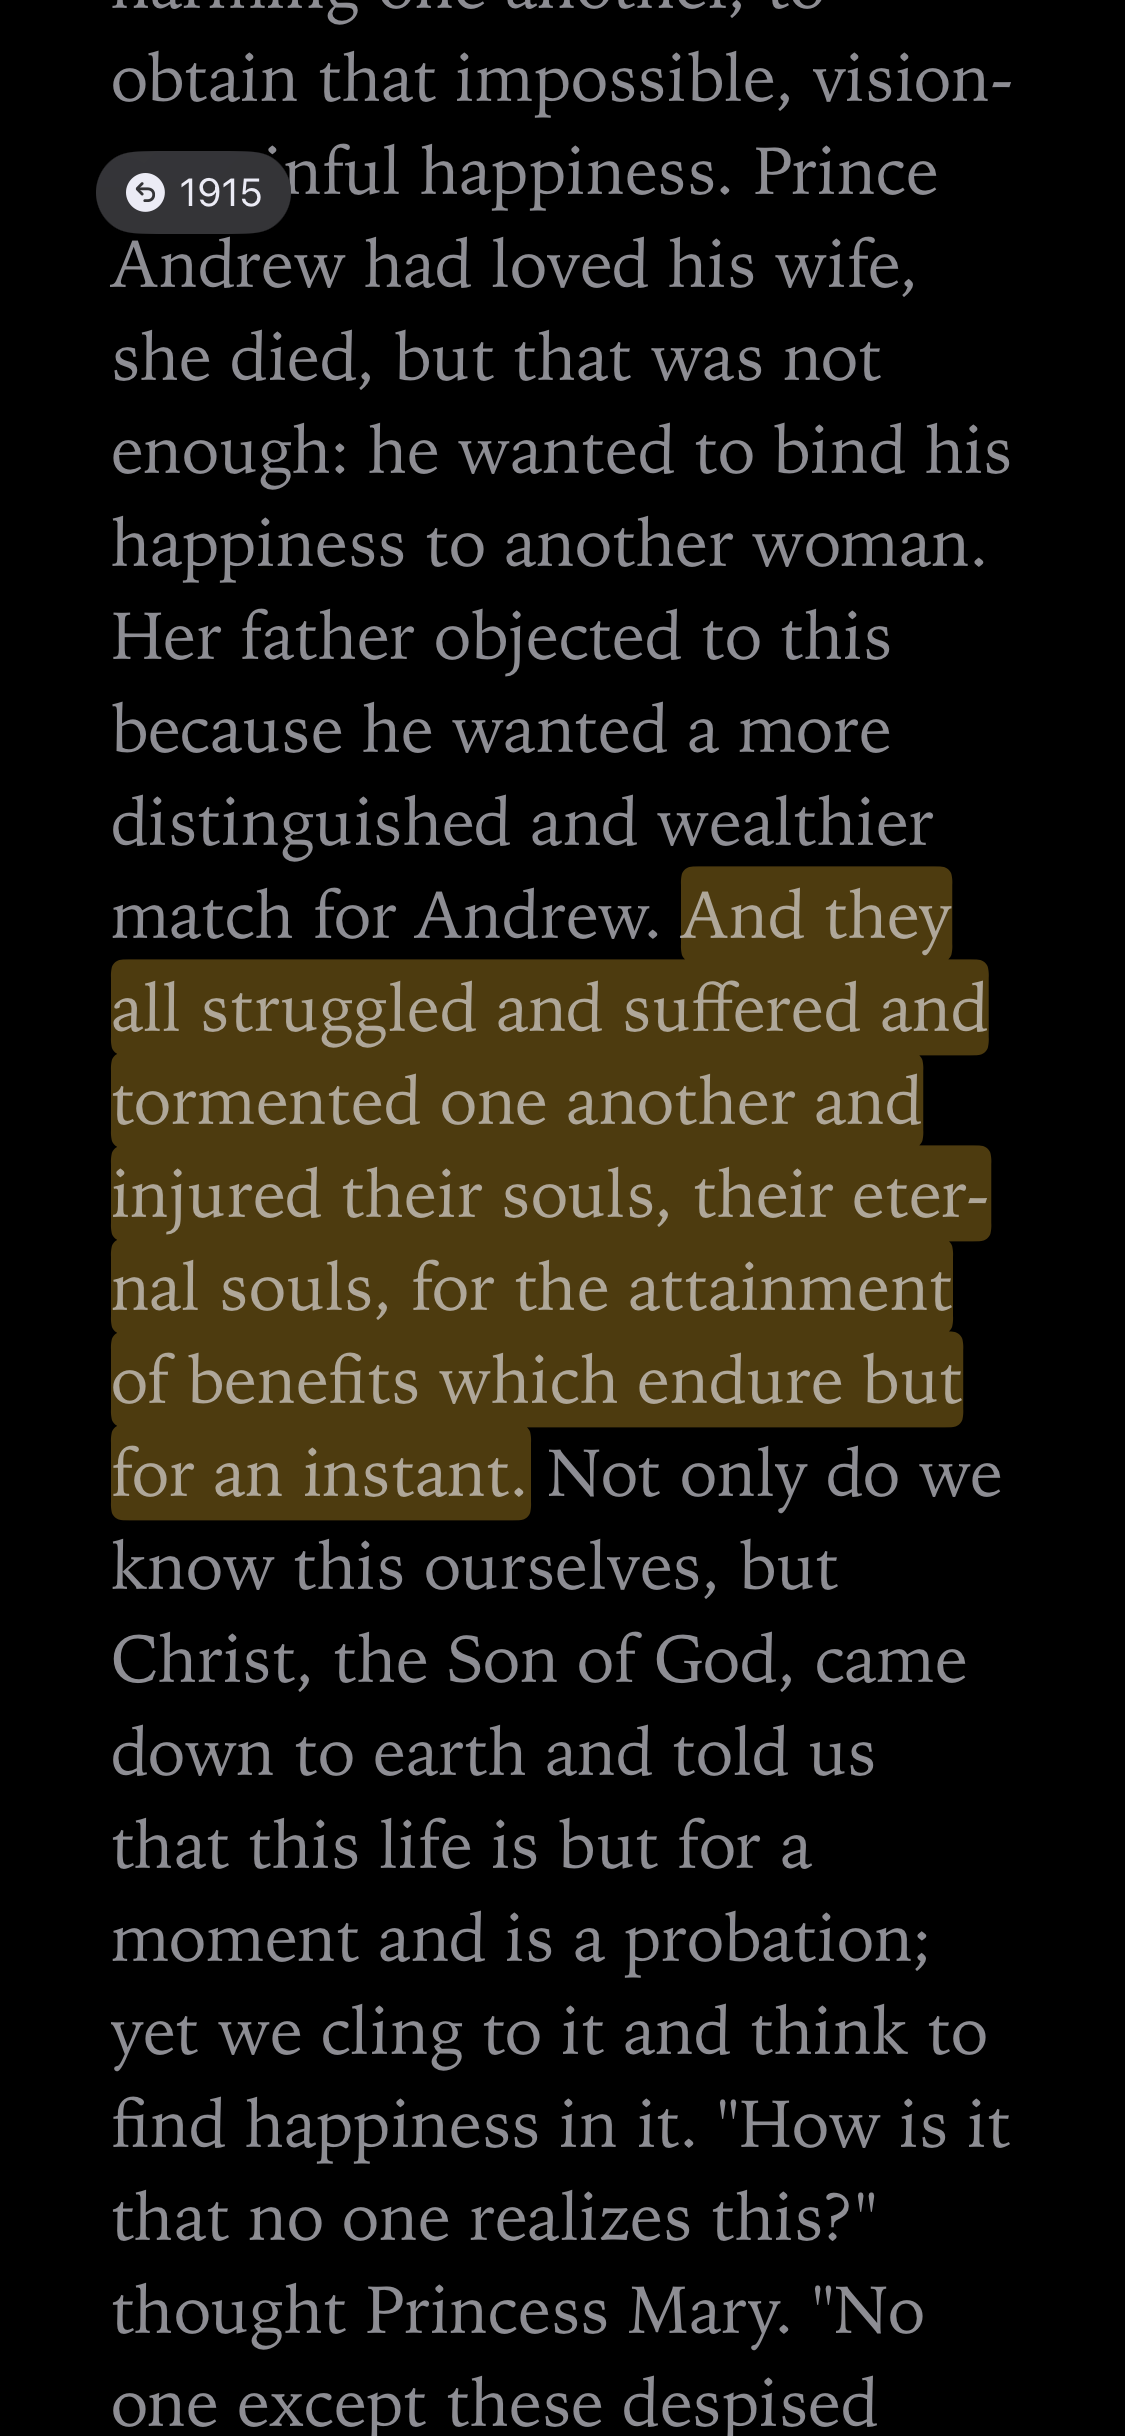 harming one another, to
obtain that impossible, vision-
inful happiness. Prince
1915
Andrew had loved his wife,
she died, but that was not
enough: he wanted to bind his
happiness to another woman.
Her father objected to this
because he wanted a more
distinguished and wealthier
match for Andrew. And they
all struggled and suffered and
tormented one another and
injured their souls, their eter-
nal souls, for the attainment
of benefits which endure but
for an instant. Not only do we
know this ourselves, but
Christ, the Son of God, came
down to earth and told us
that this life is but for a
moment and is a probation;
yet we cling to it and think to
find happiness in it. "How is it
that no one realizes this?"
thought Princess Mary. "No
one except these despised